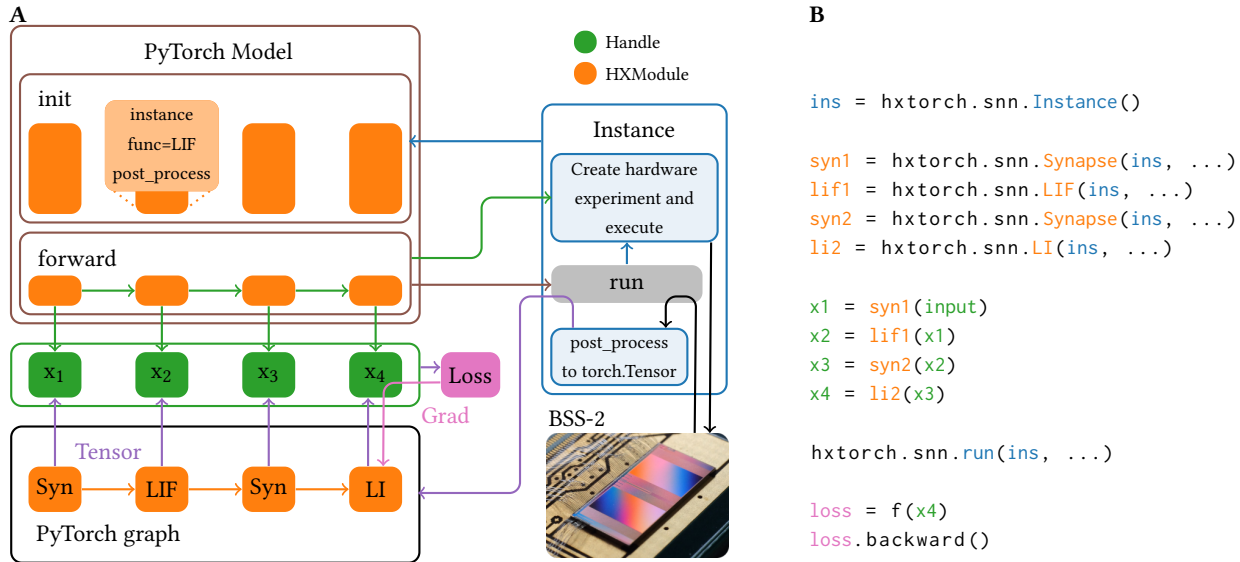 A
PyTorch Model
init
instance
func=LIF
post_process
forward
x1
x2
x3
x4
Loss
Grad
Tensor
Syn
LIF
Syn
LI
PyTorch graph
Handle
HXModule
Instance
Create hardware
experiment and
execute
run
post_process
to torch.Tensor
BSS-2
B
ins = hxtorch.snn.Instance()
syn1 = hxtorch.snn.Synapse(ins, ...)
lif1 = hxtorch.snn.LIF(ins, ...)
syn2 = hxtorch.snn.Synapse(ins, ...)
li2 = hxtorch.snn.LI(ins, ...)
x1 = syn1(input)
x2 = lif1(x1)
x3 = syn2(x2)
x4 = li2(x3)
hxtorch.snn.run(ins, ...)
loss = f(x4)
loss.backward()